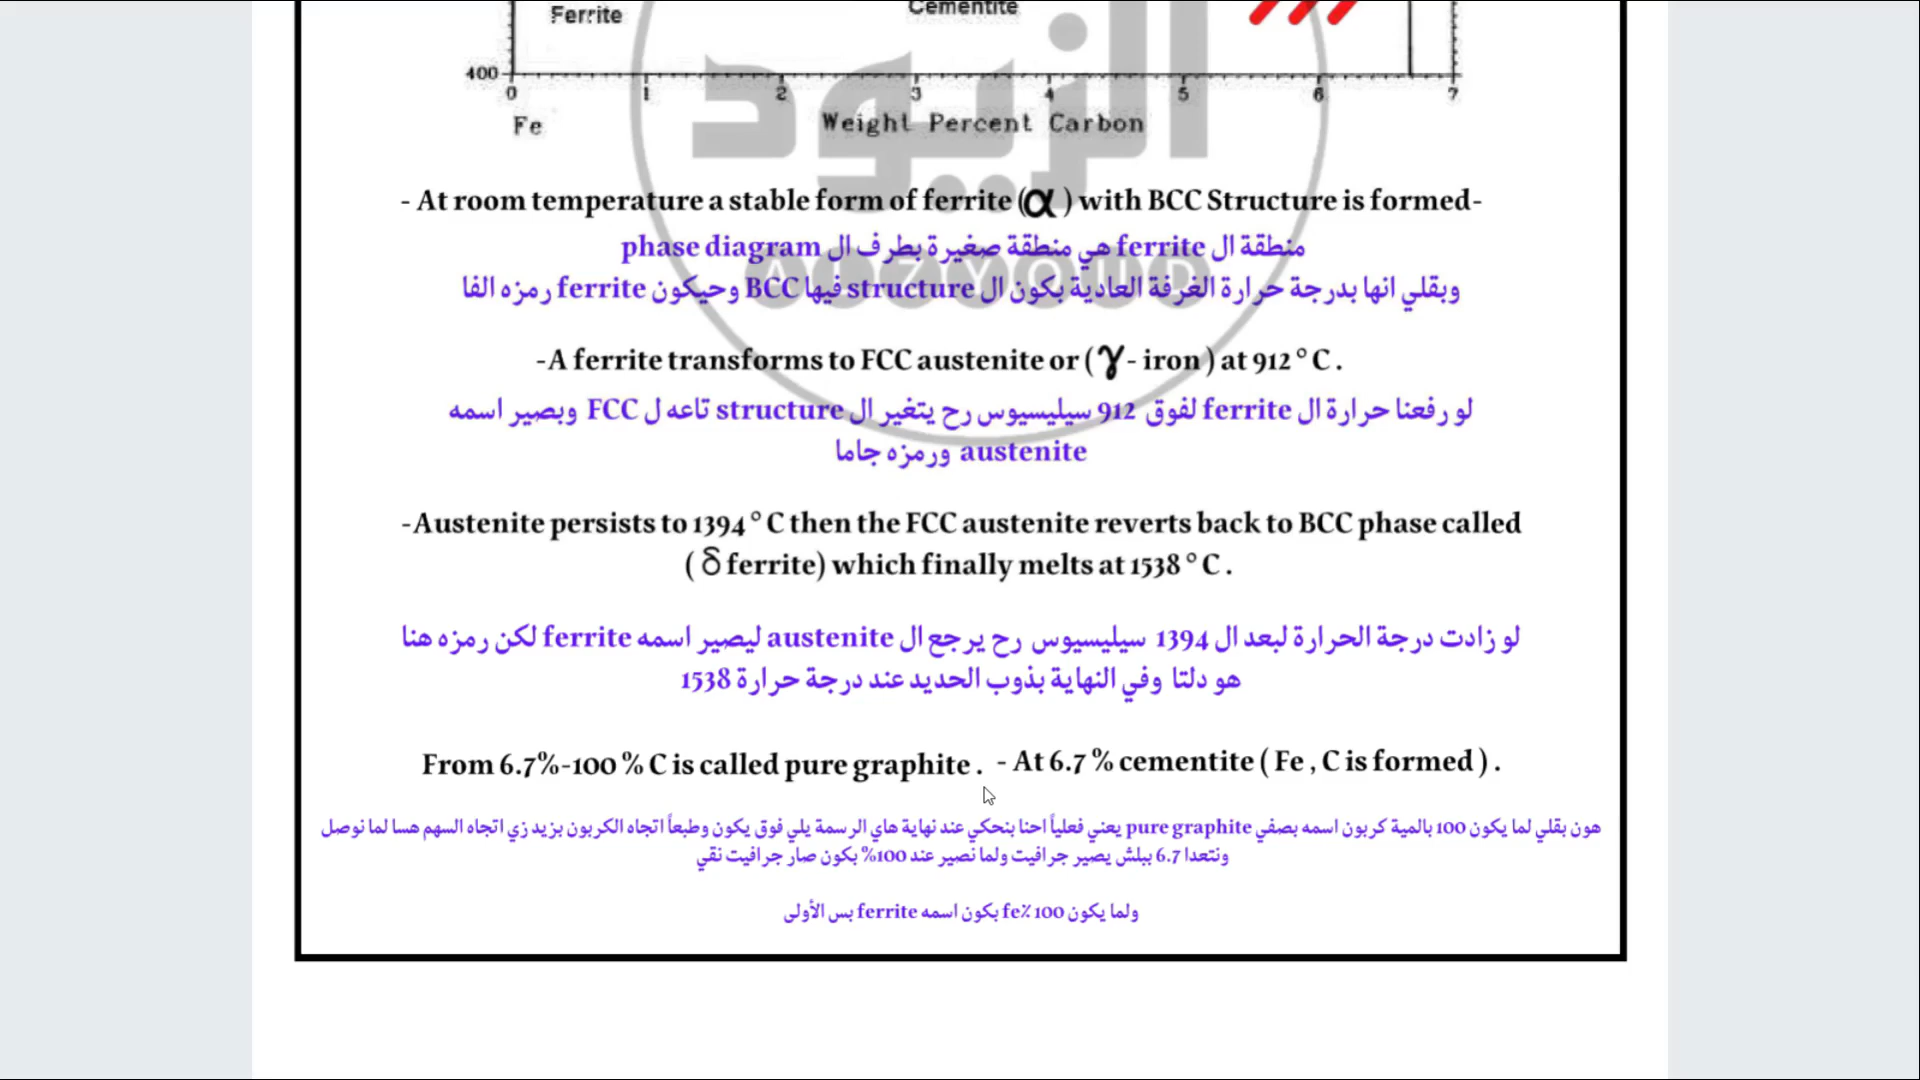 Ferrite
Cementite
400
0 1 2 3 4 5 6 7
Fe
Weight Percent Carbon
الزيود
ALZYOUD
- At room temperature a stable form of ferrite (α ) with BCC Structure is formed-
منطقة ال ferrite هي منطقة صغيرة بطرف ال phase diagram
وبقلي انها بدرجة حرارة الغرفة العادية بكون ال structure فيها BCC وحيكون ferrite رمزه الفا
-A ferrite transforms to FCC austenite or ( γ - iron ) at 912 ° C .
لو رفعنا حرارة ال ferrite لفوق 912 سيليسيوس رح يتغير ال structure تاعه ل FCC وبصير اسمه
austenite ورمزه جاما
-Austenite persists to 1394 ° C then the FCC austenite reverts back to BCC phase called
( δ ferrite) which finally melts at 1538 ° C .
لو زادت درجة الحرارة لبعد ال 1394 سيليسيوس رح يرجع ال austenite ليصير اسمه ferrite لكن رمزه هنا
هو دلتا وفي النهاية بذوب الحديد عند درجة حرارة 1538
From 6.7%-100 % C is called pure graphite . - At 6.7 % cementite ( Fe , C is formed ) .
هون بقلي لما يكون 100 بالمية كربون اسمه بصفي pure graphite يعني فعلياً احنا بنحكي عند نهاية هاي الرسمة يلي فوق يكون وطبعاً اتجاه الكربون بزيد زي اتجاه السهم هسا لما نوصل
ونتعدا 6.7 ببلش يصير جرافيت ولما نصير عند 100% بكون صار جرافيت نقي
ولما يكون 100 ٪fe بكون اسمه ferrite بس الأولى